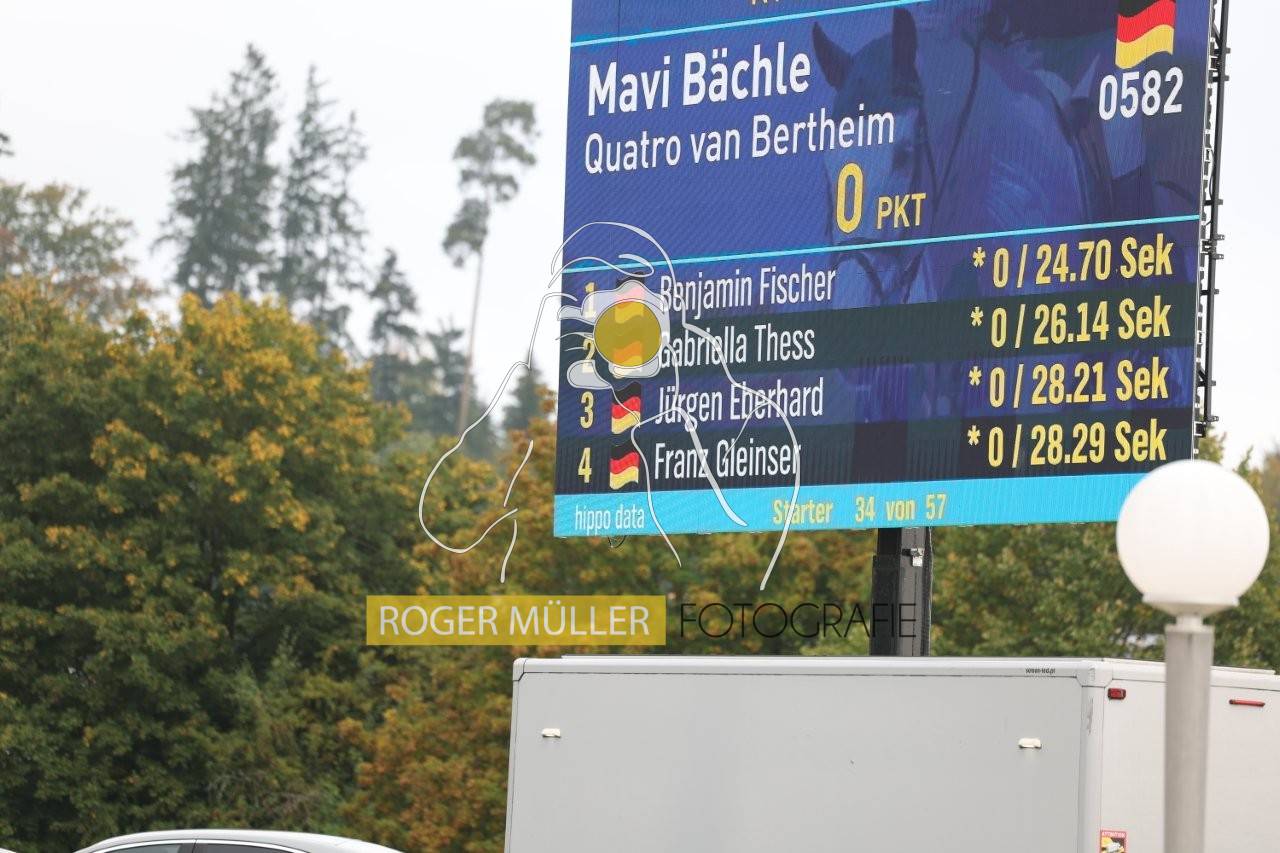 Mavi Bächle
0582
Quatro van Bertheim
0 PKT
1 Benjamin Fischer * 0 / 24.70 Sek
2 Gabriella Thess * 0 / 26.14 Sek
3 Jürgen Eberhard * 0 / 28.21 Sek
4 Franz Gleinser * 0 / 28.29 Sek
hippo data Starter 34 von 57
ROGER MÜLLER FOTOGRAFIE